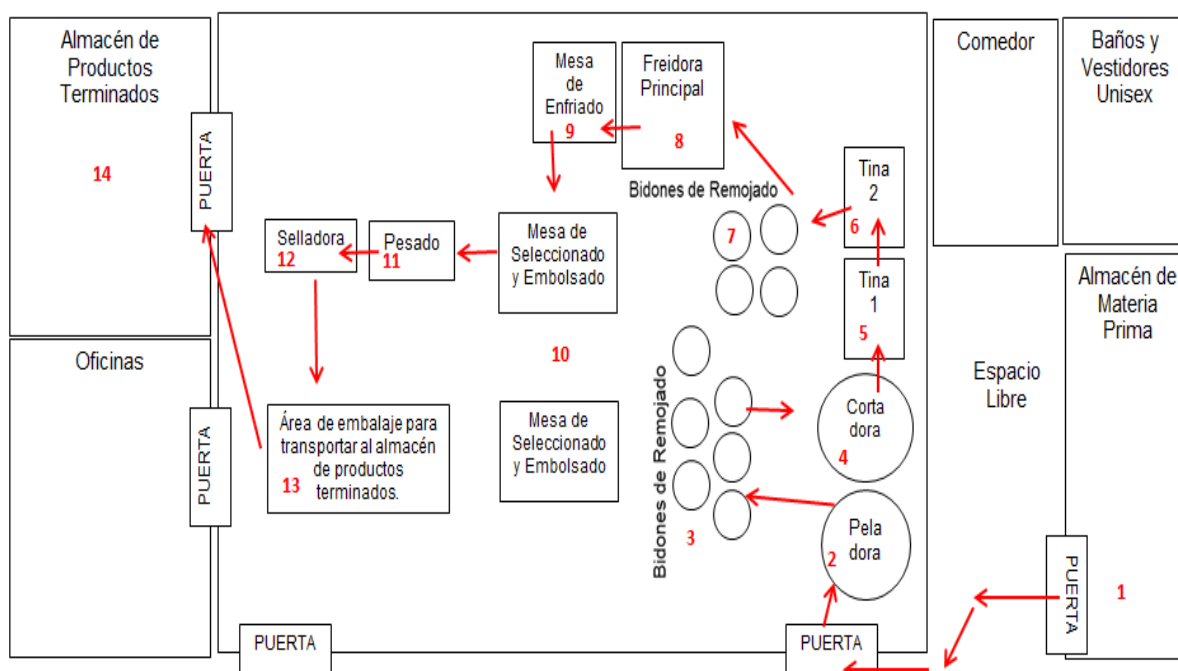 Almacén de
Productos
Terminados
14
PUERTA
Oficinas
PUERTA
Mesa
de
Enfriado
9
Freidora
Principal
8
Bidones de Remojado
7
Tina
2
6
Tina
1
5
Selladora
12
Pesado
11
Mesa de
Seleccionado
y Embolsado
10
Mesa de
Seleccionado
y Embolsado
Área de embalaje para
transportar al almacén
de productos
terminados.
13
Bidones de Remojado
3
Corta
dora
4
Pela
dora
2
PUERTA
PUERTA
Comedor
Baños y
Vestidores
Unisex
Espacio
Libre
Almacén de
Materia
Prima
1
PUERTA